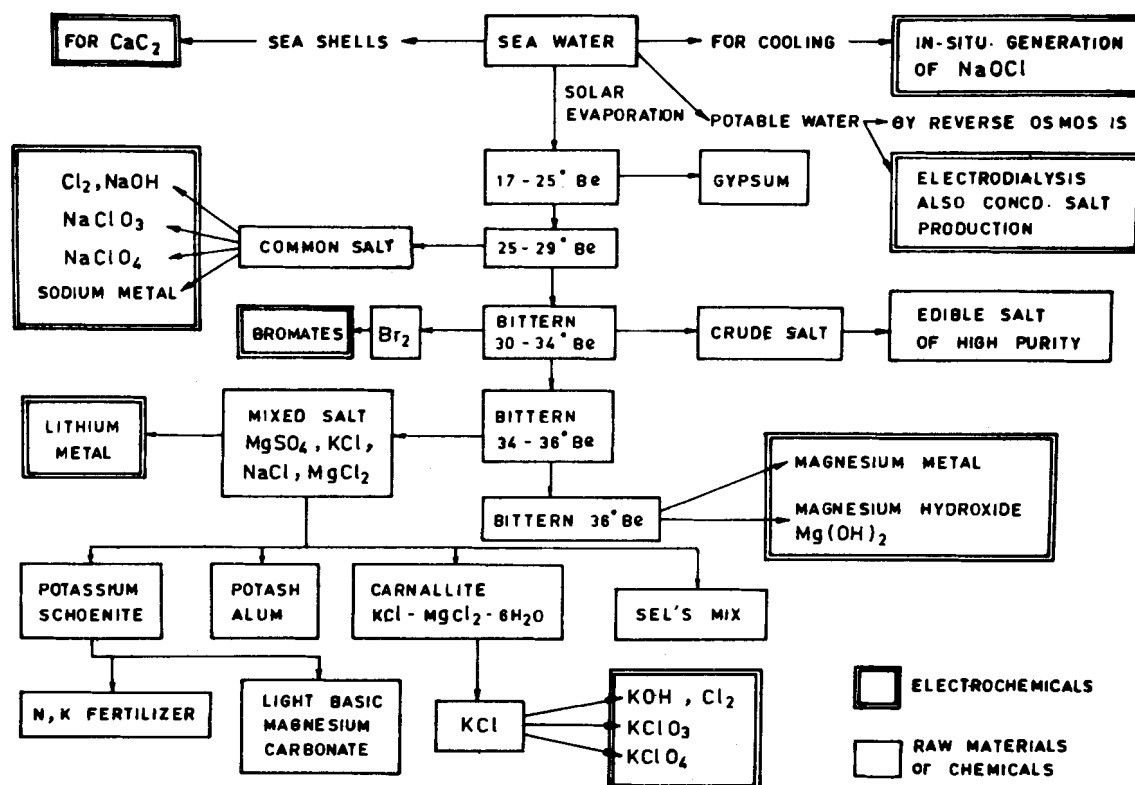 FOR CaC2
SEA SHELLS
SEA WATER
FOR COOLING
IN-SITU. GENERATION
OF NaOCl
SOLAR
EVAPORATION
POTABLE WATER
BY REVERSE OSMOSIS
ELECTRODIALYSIS
ALSO CONCD. SALT
PRODUCTION
17-25° Be
GYPSUM
Cl2, NaOH
NaClO3
NaClO4
SODIUM METAL
COMMON SALT
25-29° Be
BROMATES
Br2
BITTERN
30-34° Be
CRUDE SALT
EDIBLE SALT
OF HIGH PURITY
LITHIUM
METAL
MIXED SALT
MgSO4, KCl,
NaCl, MgCl2
BITTERN
34-36° Be
BITTERN 36° Be
MAGNESIUM METAL
MAGNESIUM HYDROXIDE
Mg(OH)2
POTASSIUM
SCHOENITE
POTASH
ALUM
CARNALLITE
KCl-MgCl2-6H2O
SEL'S MIX
N, K FERTILIZER
LIGHT BASIC
MAGNESIUM
CARBONATE
KCl
KOH, Cl2
KClO3
KClO4
ELECTROCHEMICALS
RAW MATERIALS
or CHEMICALS